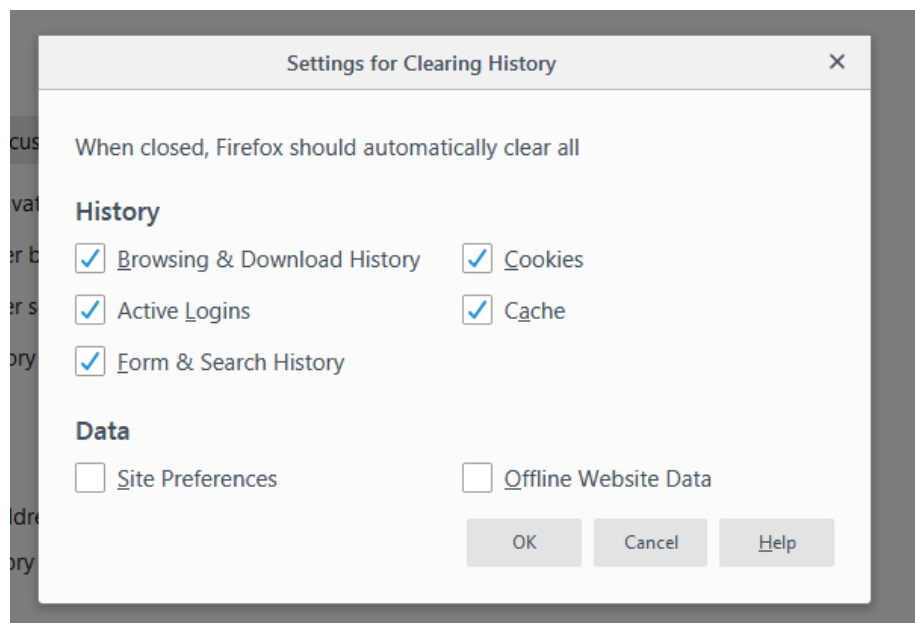 Settings for Clearing History
When closed, Firefox should automatically clear all
History
Browsing & Download History
Cookies
Active Logins
Cache
Form & Search History
Data
Site Preferences
Offline Website Data
OK
Cancel
Help